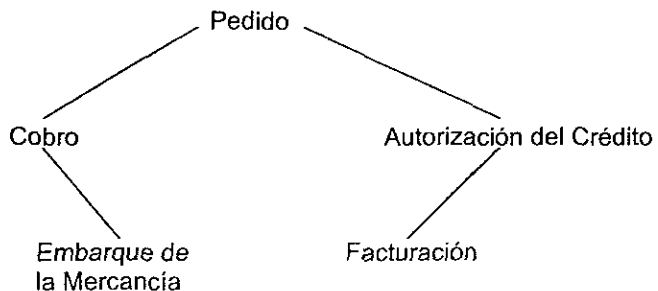 Pedido
Cobro
Autorización del Crédito
Embarque de
la Mercancía
Facturación